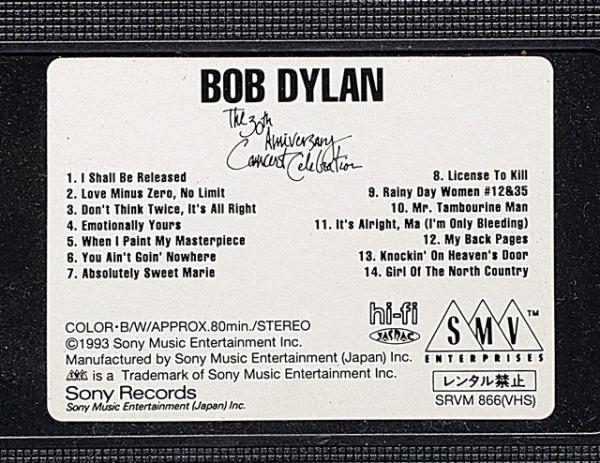 BOB DYLAN
The 30th
Anniversary
Concert Celebration
1. I Shall Be Released
2. Love Minus Zero, No Limit
3. Don't Think Twice, It's All Right
4. Emotionally Yours
5. When I Paint My Masterpiece
6. You Ain't Goin' Nowhere
7. Absolutely Sweet Marie
8. License To Kill
9. Rainy Day Women #12&35
10. Mr. Tambourine Man
11. It's Alright, Ma (I'm Only Bleeding)
12. My Back Pages
13. Knockin' On Heaven's Door
14. Girl Of The North Country
COLOR・B/W/APPROX.80min./STEREO
©1993 Sony Music Entertainment Inc.
Manufactured by Sony Music Entertainment (Japan) Inc.
is a Trademark of Sony Music Entertainment Inc.
Sony Records
Sony Music Entertainment (Japan) Inc.
hi-fi
JASRAC
SMV™
ENTERPRISES
レンタル禁止
SRVM 866(VHS)